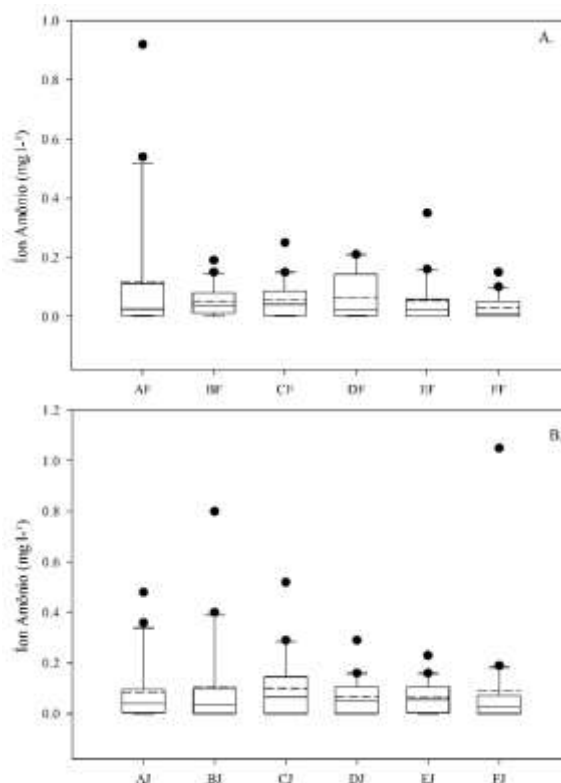 1.0
A.
0.8
0.6
0.4
0.2
0.0
Íon Amônio (mg l-¹)
AF
BF
CF
DF
EF
FF
1.2
B.
1.0
0.8
0.6
0.4
0.2
0.0
Íon Amônio (mg l-¹)
AJ
BJ
CJ
DJ
EJ
FJ